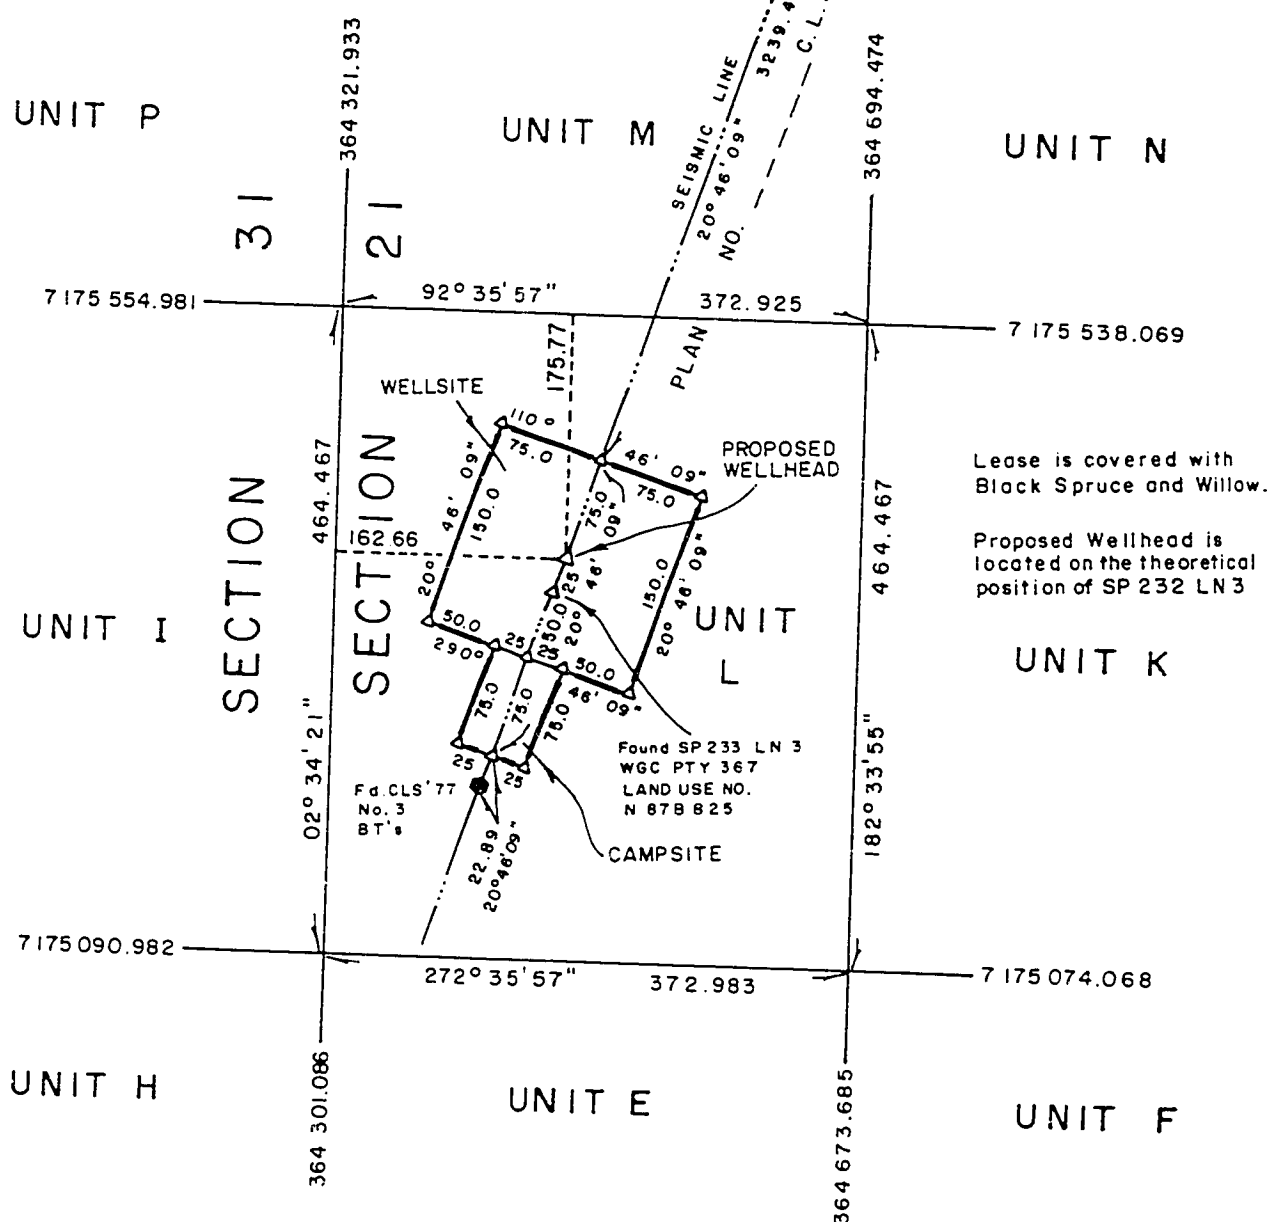 364 321.933
SEISMIC LINE
3239.4
C.L.
364 694.474
UNIT P
UNIT M
20° 46' 09"
UNIT N
NO.
31
21
7 175 554.981
92° 35' 57"
372.925
7 175 538.069
175.77
PLAN
WELLSITE
110°
75.0
46' 09"
75.0
PROPOSED
WELLHEAD
464.467
SECTION
SECTION
20° 46' 09"
150.0
75.0
162.66
25
20° 46' 09"
50.0
150.0
20° 46' 09"
464.467
Lease is covered with
Black Spruce and Willow.
Proposed Wellhead is
located on the theoretical
position of SP 232 LN 3
UNIT I
UNIT
L
UNIT K
50.0
25
25
50.0
290°
46' 09"
75.0
75.0
75.0
25
25
02° 34' 21"
182° 33' 55"
Found SP 233 LN 3
WGC PTY 367
LAND USE NO.
N 87B 825
Fd. CLS '77
No. 3
BT's
22.89
20° 46' 09"
CAMPSITE
7 175 090.982
272° 35' 57"
372.983
7 175 074.068
364 301.086
364 673.685
UNIT H
UNIT E
UNIT F